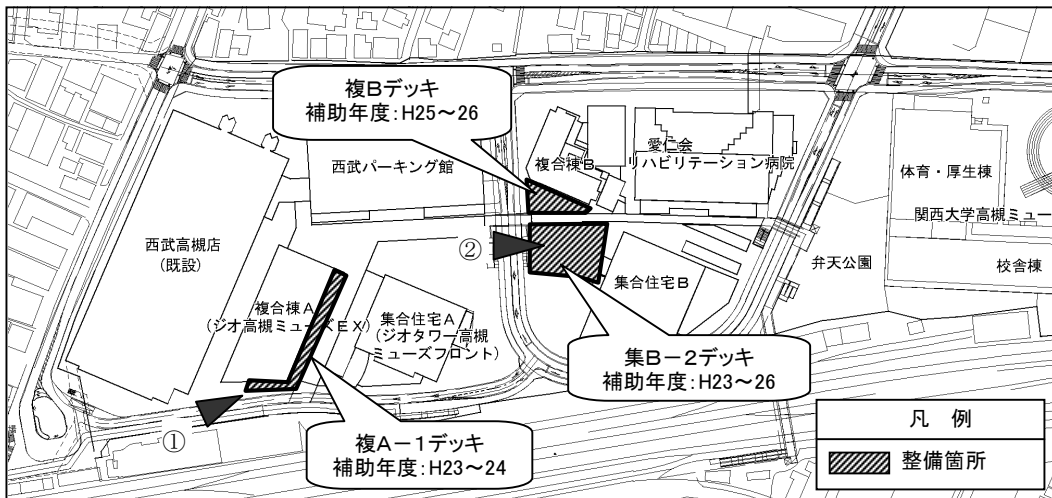 複Bデッキ
補助年度：H25～26
西武パーキング館
複合棟B
愛仁会
リハビリテーション病院
体育・厚生棟
関西大学高槻ミュー
西武高槻店
(既設)
②
弁天公園
校舎棟
複合棟A
(ジオ高槻ミューズEX)
集合住宅A
(ジオタワー高槻
ミューズフロント)
集合住宅B
集B－2デッキ
補助年度：H23～26
①
複A－1デッキ
補助年度：H23～24
凡　例
整備箇所